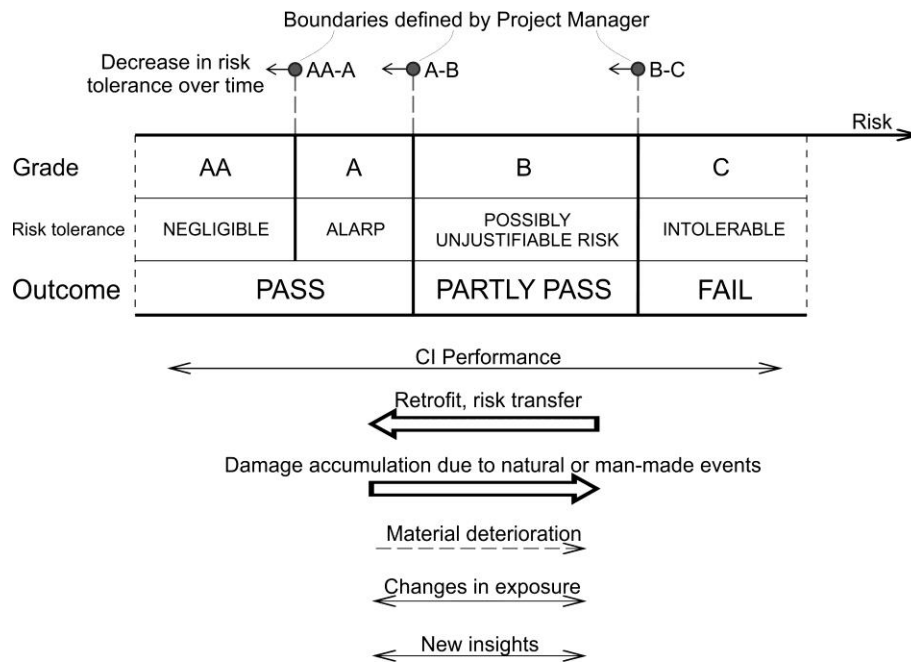 Boundaries defined by Project Manager
Decrease in risk
tolerance over time
AA-A
A-B
B-C
Risk
Grade
AA
A
B
C
Risk tolerance
NEGLIGIBLE
ALARP
POSSIBLY
UNJUSTIFIABLE RISK
INTOLERABLE
Outcome
PASS
PARTLY PASS
FAIL
CI Performance
Retrofit, risk transfer
Damage accumulation due to natural or man-made events
Material deterioration
Changes in exposure
New insights